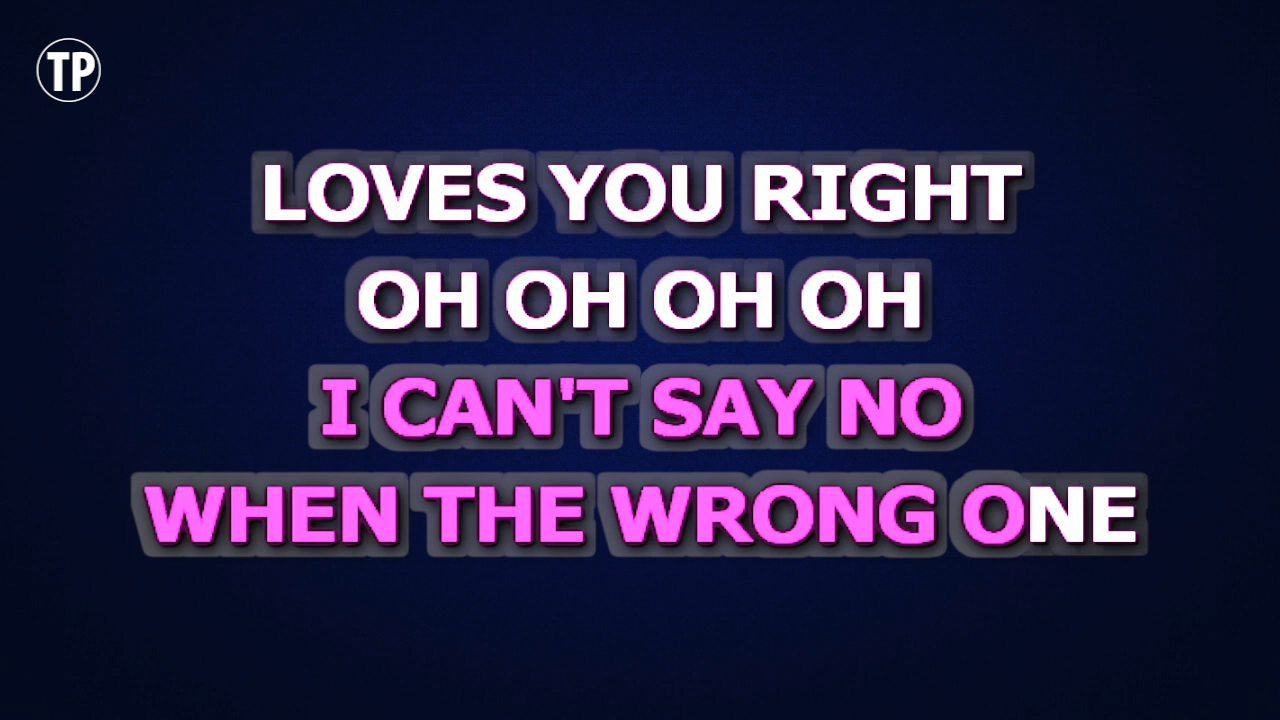 TP
LOVES YOU RIGHT
OH OH OH OH
I CAN'T SAY NO
WHEN THE WRONG ONE